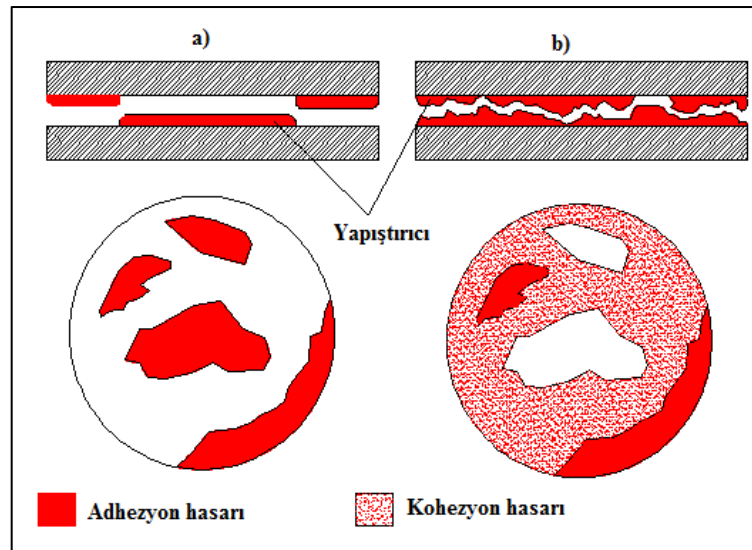 a)
b)
Yapıştırıcı
Adhezyon hasarı
Kohezyon hasarı